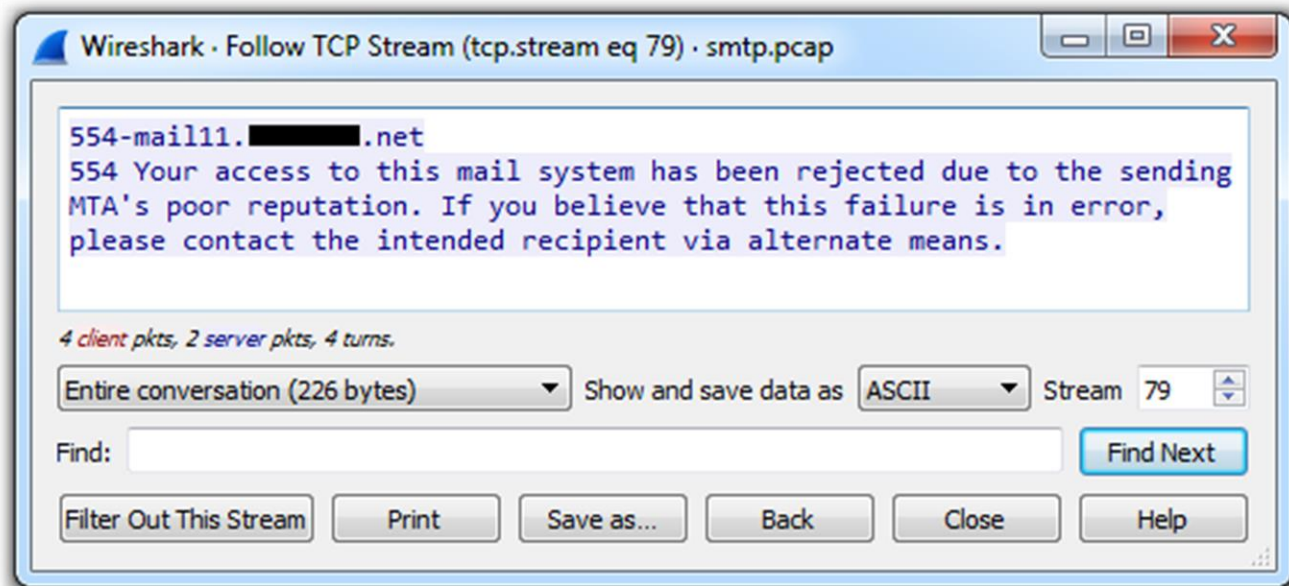 Wireshark · Follow TCP Stream (tcp.stream eq 79) · smtp.pcap
554-mail11. .net
554 Your access to this mail system has been rejected due to the sending
MTA's poor reputation. If you believe that this failure is in error,
please contact the intended recipient via alternate means.
4 client pkts, 2 server pkts, 4 turns.
Entire conversation (226 bytes) Show and save data as ASCII Stream 79
Find: Find Next
Filter Out This Stream Print Save as... Back Close Help